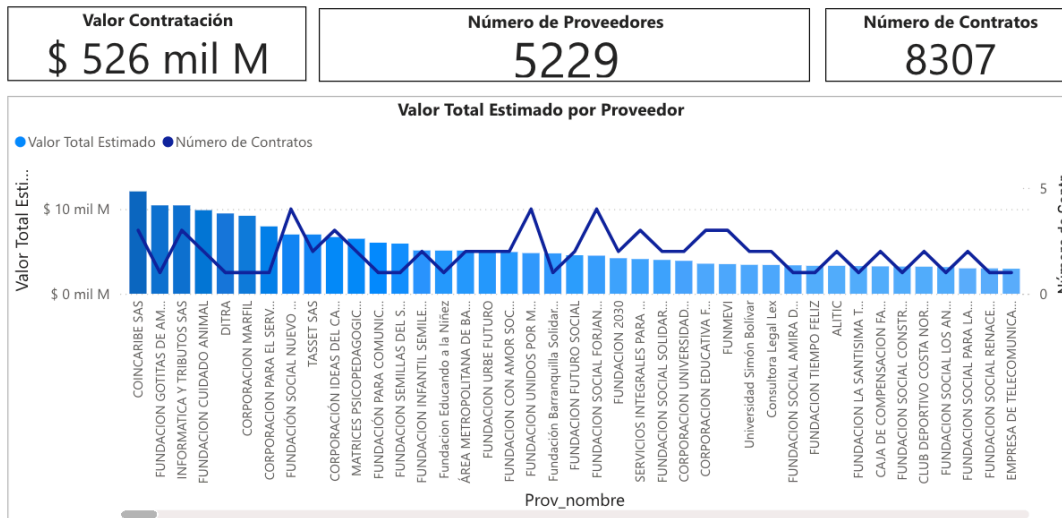 Valor Contratación
$ 526 mil M
Número de Proveedores
5229
Número de Contratos
8307
Valor Total Estimado por Proveedor
Valor Total Estimado
Número de Contratos
Valor Total Esti...
$ 10 mil M
$ 0 mil M
5
0
COINCARIBE SAS
FUNDACION GOTITAS DE AM...
INFORMATICA Y TRIBUTOS SAS
FUNDACION CUIDADO ANIMAL
DITRA
CORPORACION MARFIL
CORPORACION PARA EL SERV...
FUNDACIÓN SOCIAL NUEVO ...
TASSET SAS
CORPORACIÓN IDEAS DEL CA...
MATRICES PSICOPEDAGOGIC...
FUNDACIÓN PARA COMUNIC...
FUNDACION SEMILLAS DEL S...
FUNDACION INFANTIL SEMILE...
Fundacion Educando a la Niñez
ÁREA METROPOLITANA DE BA...
FUNDACION URBE FUTURO
FUNDACION CON AMOR SOC...
FUNDACION UNIDOS POR M...
Fundación Barranquilla Solidar...
FUNDACION FUTURO SOCIAL
FUNDACION SOCIAL FORJAN...
FUNDACION 2030
SERVICIOS INTEGRALES PARA ...
FUNDACION SOCIAL SOLIDAR...
CORPORACION UNIVERSIDAD...
CORPORACION EDUCATIVA F...
FUNMEVI
Universidad Simón Bolivar
Consultora Legal Lex
FUNDACION SOCIAL AMIRA D...
FUNDACION TIEMPO FELIZ
ALITIC
FUNDACION LA SANTISIMA T...
CAJA DE COMPENSACION FA...
FUNDACION SOCIAL CONSTR...
CLUB DEPORTIVO COSTA NOR...
FUNDACION SOCIAL LOS AN...
FUNDACION SOCIAL PARA LA...
FUNDACION SOCIAL RENACE...
EMPRESA DE TELECOMUNICA...
Prov_nombre